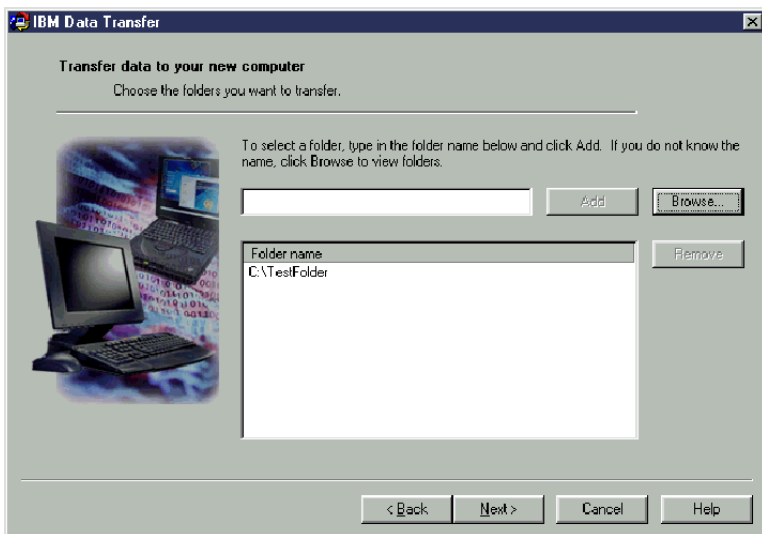 IBM Data Transfer
Transfer data to your new computer
Choose the folders you want to transfer.
To select a folder, type in the folder name below and click Add. If you do not know the
name, click Browse to view folders.
Add
Browse...
Folder name
Remove
C:\TestFolder
< Back
Next >
Cancel
Help